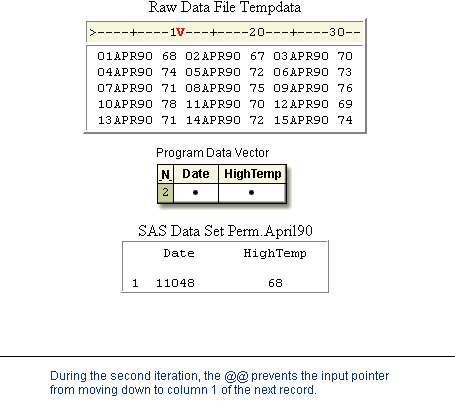 Raw Data File Tempdata
>----+----1V---+----20---+----30--
01APR90 68 02APR90 67 03APR90 70
04APR90 74 05APR90 72 06APR90 73
07APR90 71 08APR90 75 09APR90 76
10APR90 78 11APR90 70 12APR90 69
13APR90 71 14APR90 72 15APR90 74
Program Data Vector
_N_ Date HighTemp
2 • •
SAS Data Set Perm.April90
Date HighTemp
1 11048 68
During the second iteration, the @@ prevents the input pointer
from moving down to column 1 of the next record.